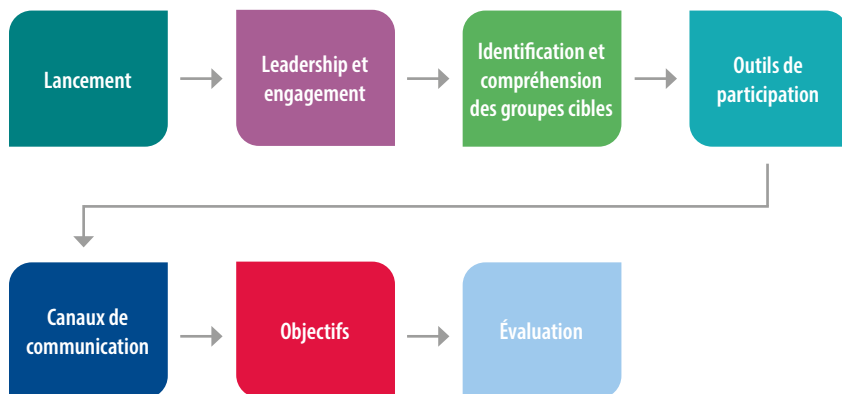 Lancement
Leadership et
engagement
Identification et
compréhension
des groupes cibles
Outils de
participation
Canaux de
communication
Objectifs
Évaluation